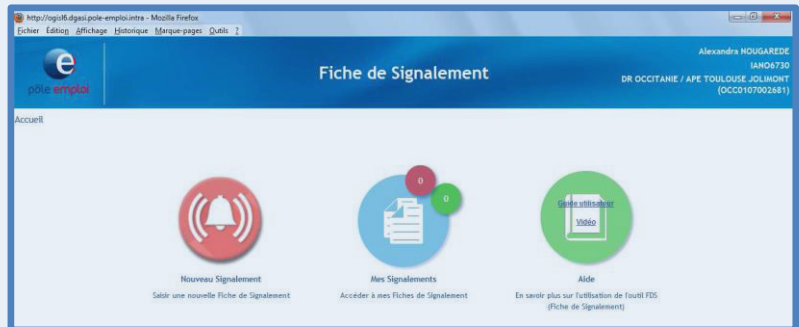 http://ogisl6.dgasi.pole-emploi.intra - Mozilla Firefox
Fichier Édition Affichage Historique Marque-pages Outils ?
pôle emploi
Fiche de Signalement
Alexandra NOUGAREDE
IANO6730
DR OCCITANIE / APE TOULOUSE JOLIMONT
(OCC0107002681)
Accueil
0
0
Guide utilisateur
Vidéo
Nouveau Signalement
Mes Signalements
Aide
Saisir une nouvelle Fiche de Signalement
Accéder à mes Fiches de Signalement
En savoir plus sur l'utilisation de l'outil FDS
(Fiche de Signalement)